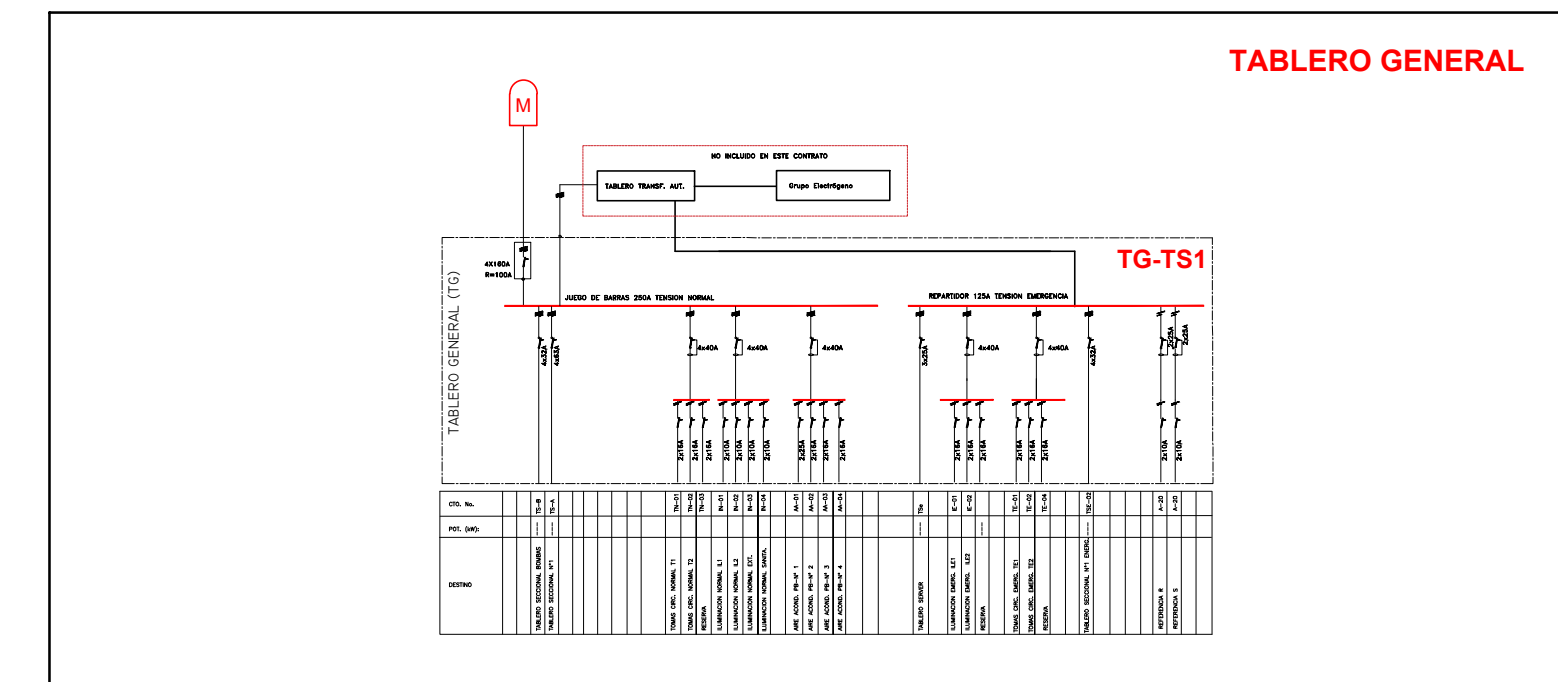 TABLERO GENERAL
M
NO INCLUIDO EN ESTE CONTRATO
TABLERO TRANSF. AUT.
Grupo Electrógeno
TG-TS1
TABLERO GENERAL (TG)
4X160A
R=100A
JUEGO DE BARRAS 250A TENSION NORMAL
REPARTIDOR 125A TENSION EMERGENCIA
4x32A
4x63A
4x40A
4x40A
4x40A
3x25A
4x40A
4x40A
4x32A
2x25A
2x25A
2x16A
2x16A
2x16A
2x10A
2x10A
2x10A
2x10A
2x25A
2x16A
2x16A
2x16A
2x16A
2x16A
2x16A
2x16A
2x16A
2x16A
2x10A
2x10A
CTO. No.
TS-B
TS-A
TN-01
TN-02
TN-03
IN-01
IN-02
IN-03
IN-04
AA-01
AA-02
AA-03
AA-04
TSe
IE-01
IE-02
TE-01
TE-02
TE-04
TSE-02
A-20
A-20
POT. (kW):
---
---
---
---
---
DESTINO
TABLERO SECCIONAL BOMBAS
TABLERO SECCIONAL N°1
TOMAS CIRC. NORMAL T1
TOMAS CIRC. NORMAL T2
RESERVA
ILUMINACION NORMAL IL1
ILUMINACION NORMAL IL2
ILUMINACION NORMAL EXT.
ILUMINACION NORMAL SANITA.
AIRE ACOND. PB-N° 1
AIRE ACOND. PB-N° 2
AIRE ACOND. PB-N° 3
AIRE ACOND. PB-N° 4
TABLERO SERVER
ILUMINACION EMERG. ILE1
ILUMINACION EMERG. ILE2
RESERVA
TOMAS CIRC. EMERG. TE1
TOMAS CIRC. EMERG. TE2
RESERVA
TABLERO SECCIONAL N°1 ENERG.
REFERENCIA R
REFERENCIA S